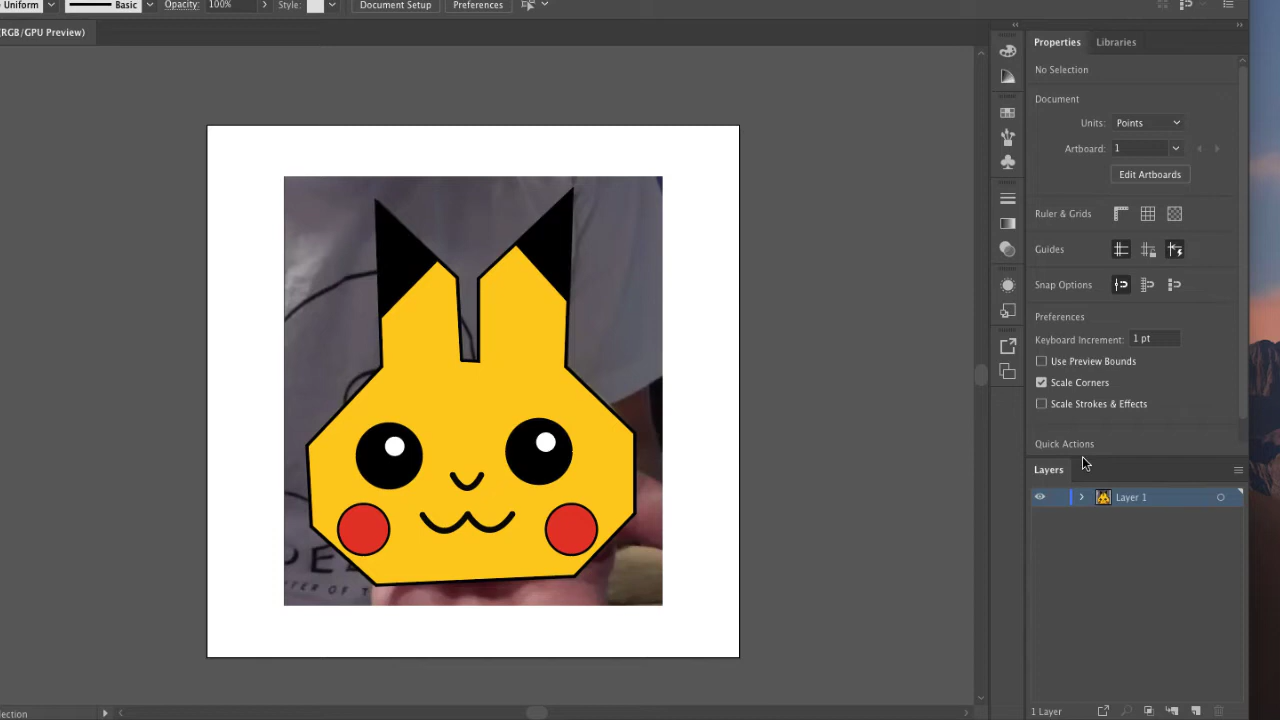 Uniform
Basic
Opacity:
100%
Style:
Document Setup
Preferences
(RGB/GPU Preview)
Properties
Libraries
No Selection
Document
Units:
Points
Artboard:
1
Edit Artboards
Ruler & Grids
Guides
Snap Options
Preferences
Keyboard Increment:
1 pt
Use Preview Bounds
Scale Corners
Scale Strokes & Effects
Quick Actions
Layers
Layer 1
1 Layer